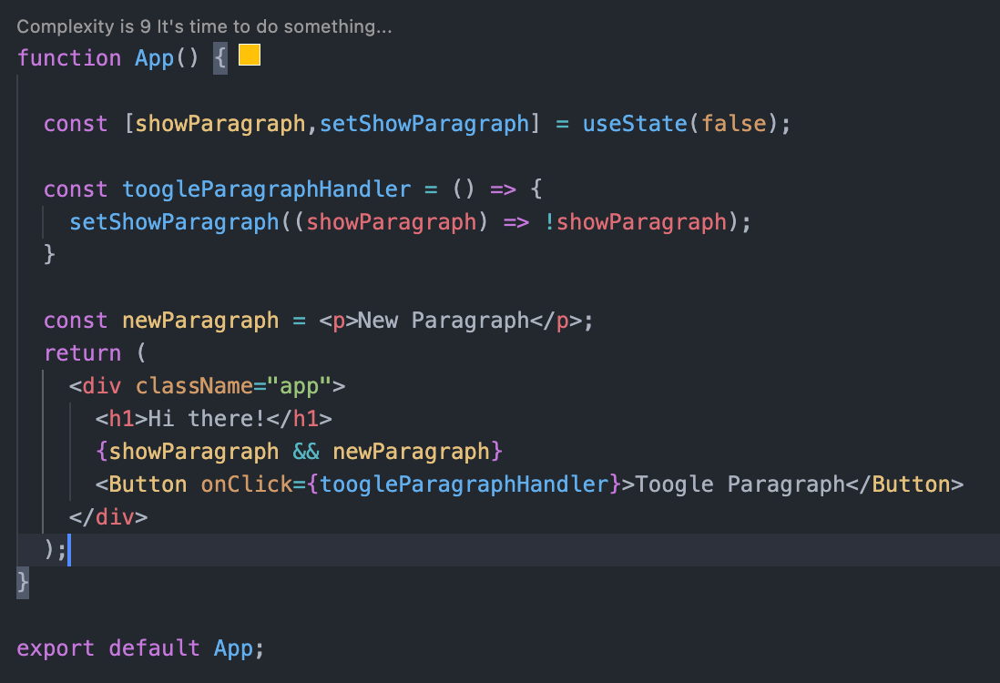 Complexity is 9 It's time to do something...
function App() {
const [showParagraph,setShowParagraph] = useState(false);
const toogleParagraphHandler = () => {
setShowParagraph((showParagraph) => !showParagraph);
}
const newParagraph = <p>New Paragraph</p>;
return (
<div className="app">
<h1>Hi there!</h1>
{showParagraph && newParagraph}
<Button onClick={toogleParagraphHandler}>Toogle Paragraph</Button>
</div>
);
}
export default App;